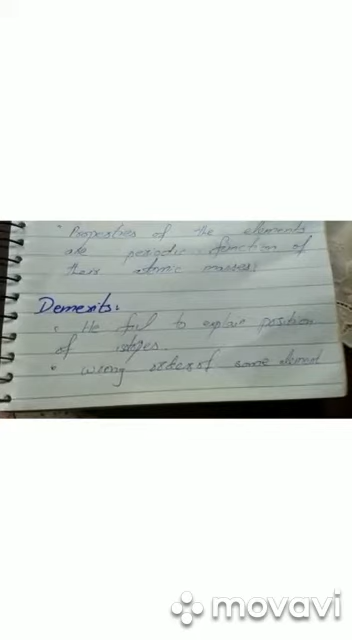 • Properties of the elements
are periodic function of
their atomic masses.
Demerits:
• He fail to explain position
of isotopes
• wrong order of some element
movavi